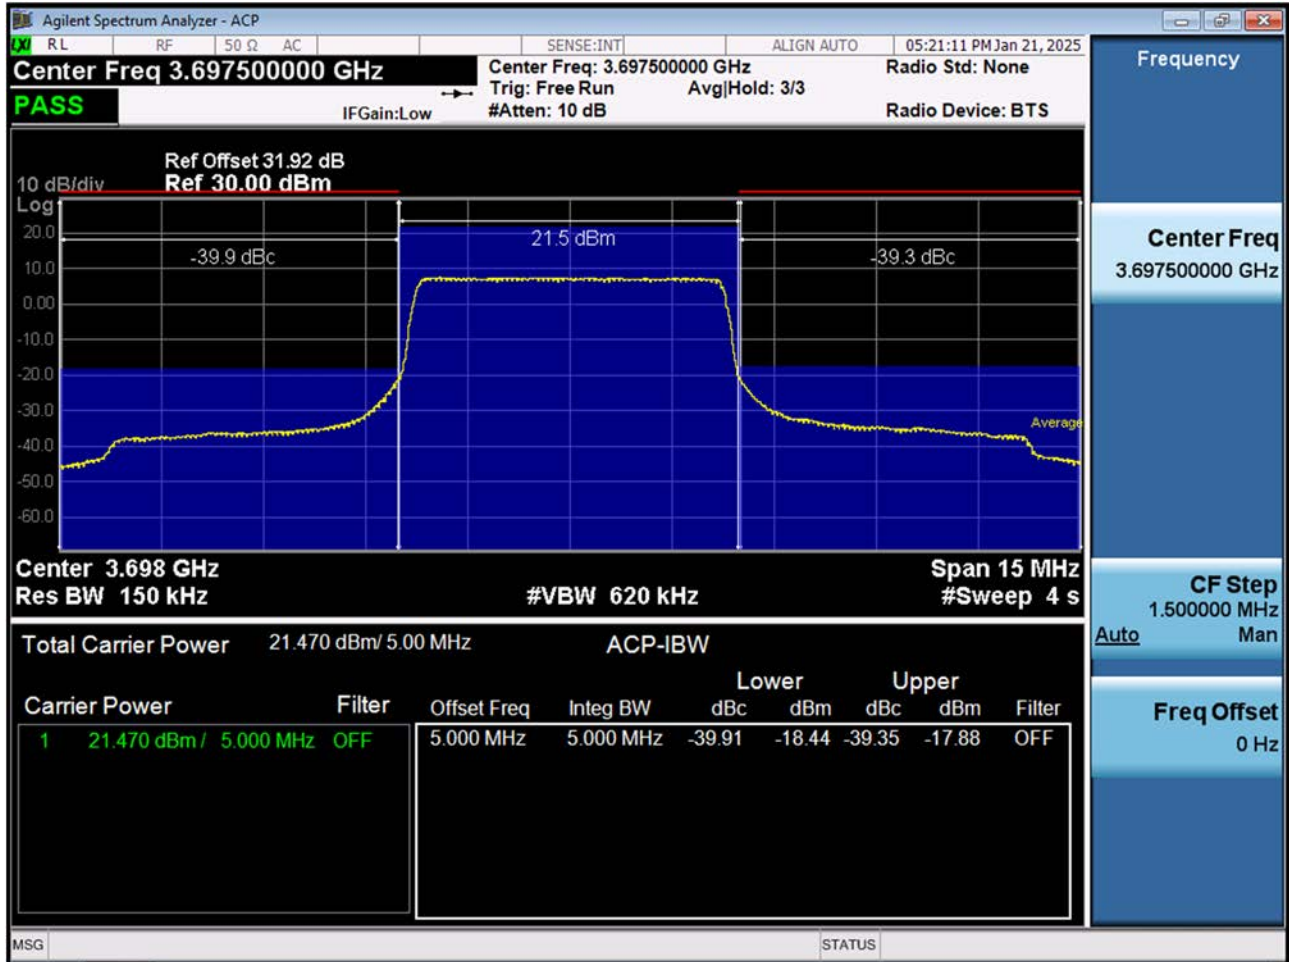 Agilent Spectrum Analyzer - ACP
LXI RL RF 50 Ω AC SENSE:INT ALIGN AUTO 05:21:11 PM Jan 21, 2025
Center Freq 3.697500000 GHz
Center Freq: 3.697500000 GHz Radio Std: None
Trig: Free Run Avg|Hold: 3/3
PASS IFGain:Low #Atten: 10 dB Radio Device: BTS
Ref Offset 31.92 dB
10 dB/div Ref 30.00 dBm
Log
20.0
10.0
0.00
-10.0
-20.0
-30.0
-40.0
-50.0
-60.0
-39.9 dBc 21.5 dBm -39.3 dBc
Average
Center 3.698 GHz Span 15 MHz
Res BW 150 kHz #VBW 620 kHz #Sweep 4 s
Total Carrier Power 21.470 dBm/ 5.00 MHz ACP-IBW
Lower Upper
Carrier Power Filter Offset Freq Integ BW dBc dBm dBc dBm Filter
1 21.470 dBm / 5.000 MHz OFF 5.000 MHz 5.000 MHz -39.91 -18.44 -39.35 -17.88 OFF
MSG STATUS
Frequency
Center Freq
3.697500000 GHz
CF Step
1.500000 MHz
Auto Man
Freq Offset
0 Hz